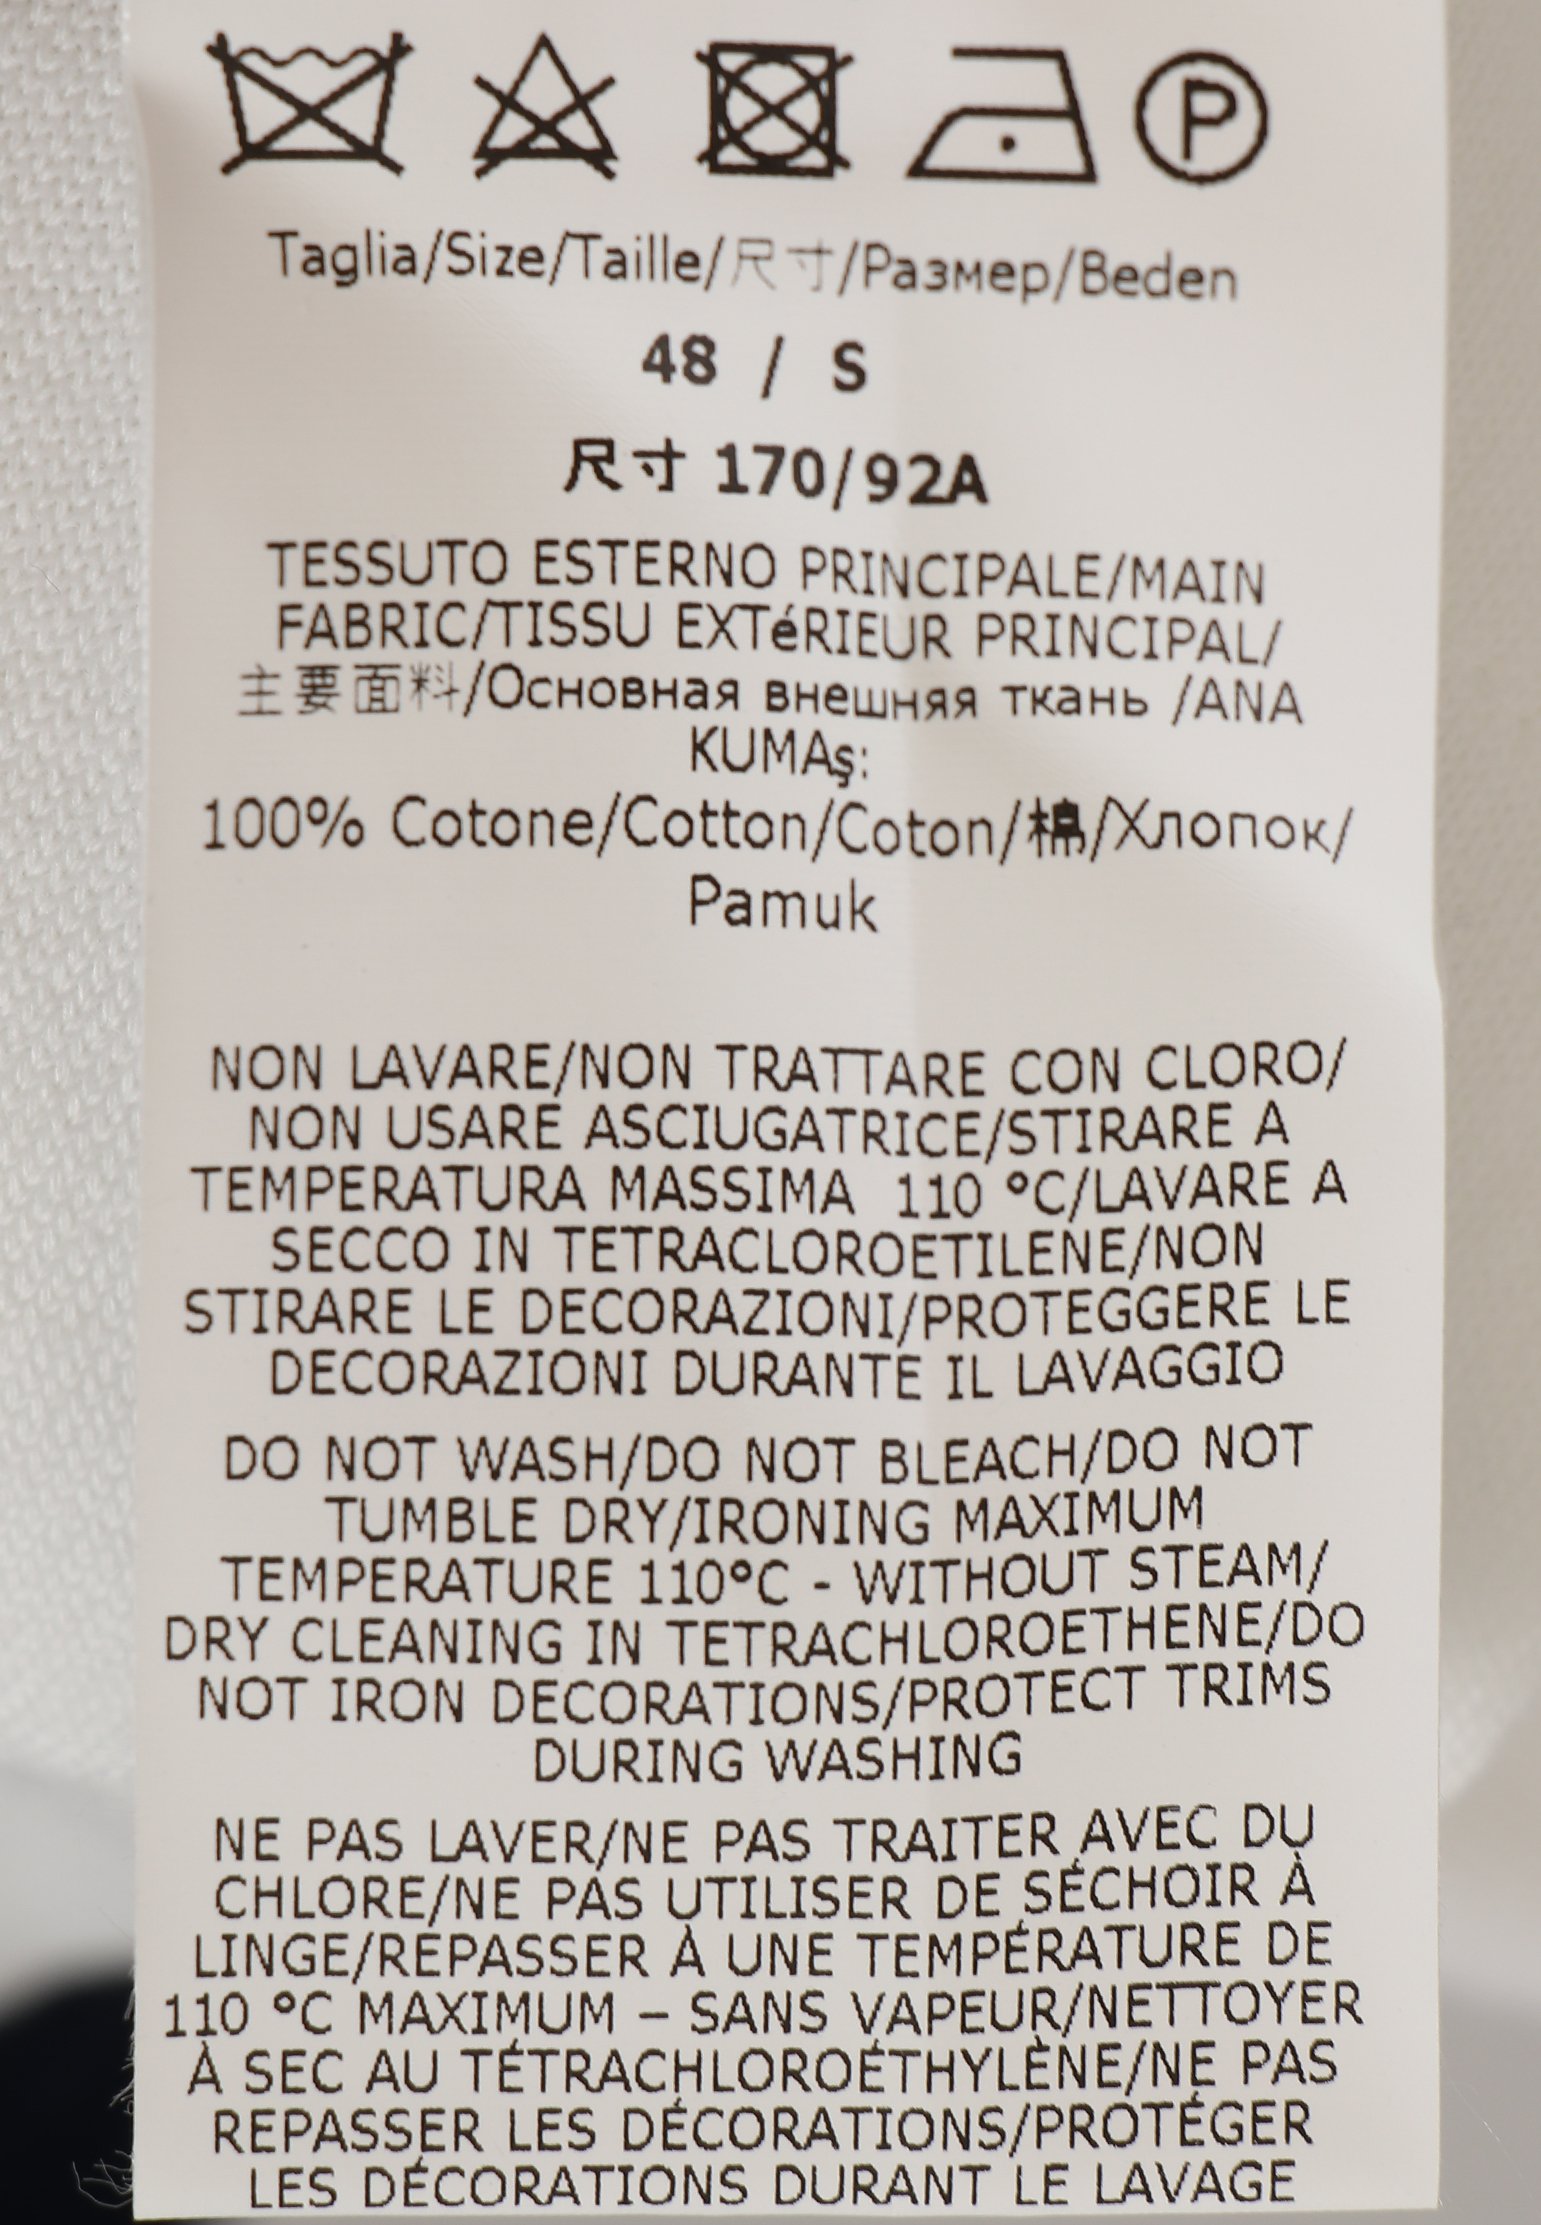 P
Taglia/Size/Taille/尺寸/Размер/Beden
48 / S
尺寸 170/92A
TESSUTO ESTERNO PRINCIPALE/MAIN
FABRIC/TISSU EXTéRIEUR PRINCIPAL/
主要面料/Основная внешняя ткань /ANA
KUMAş:
100% Cotone/Cotton/Coton/棉/Хлопок/
Pamuk
NON LAVARE/NON TRATTARE CON CLORO/
NON USARE ASCIUGATRICE/STIRARE A
TEMPERATURA MASSIMA 110 °C/LAVARE A
SECCO IN TETRACLOROETILENE/NON
STIRARE LE DECORAZIONI/PROTEGGERE LE
DECORAZIONI DURANTE IL LAVAGGIO
DO NOT WASH/DO NOT BLEACH/DO NOT
TUMBLE DRY/IRONING MAXIMUM
TEMPERATURE 110°C - WITHOUT STEAM/
DRY CLEANING IN TETRACHLOROETHENE/DO
NOT IRON DECORATIONS/PROTECT TRIMS
DURING WASHING
NE PAS LAVER/NE PAS TRAITER AVEC DU
CHLORE/NE PAS UTILISER DE SÉCHOIR À
LINGE/REPASSER À UNE TEMPÉRATURE DE
110 °C MAXIMUM – SANS VAPEUR/NETTOYER
À SEC AU TÉTRACHLOROÉTHYLÈNE/NE PAS
REPASSER LES DÉCORATIONS/PROTÉGER
LES DÉCORATIONS DURANT LE LAVAGE